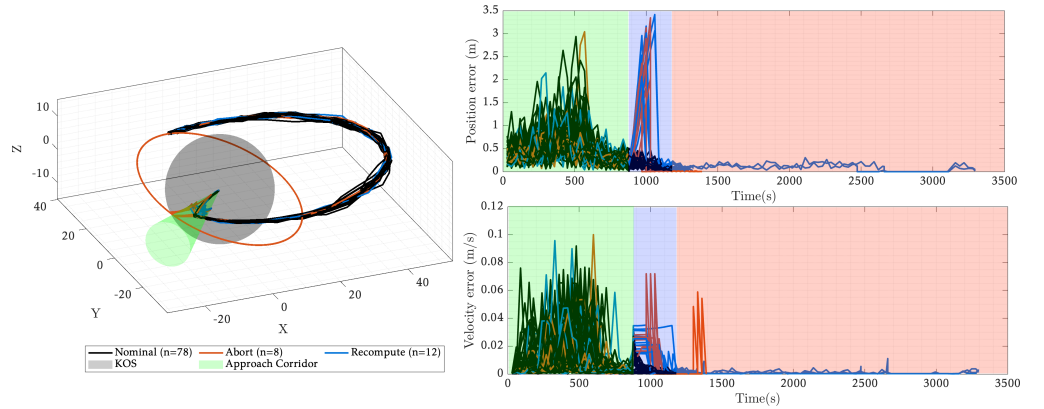 10
0
-10
Z
40
20
0
-20
Y
-20
0
20
40
X
Nominal (n=78) Abort (n=8) Recompute (n=12)
KOS Approach Corridor
3.5
3
2.5
2
1.5
1
0.5
0
Position error (m)
0 500 1000 1500 2000 2500 3000 3500
Time(s)
0.12
0.1
0.08
0.06
0.04
0.02
0
Velocity error (m/s)
0 500 1000 1500 2000 2500 3000 3500
Time(s)